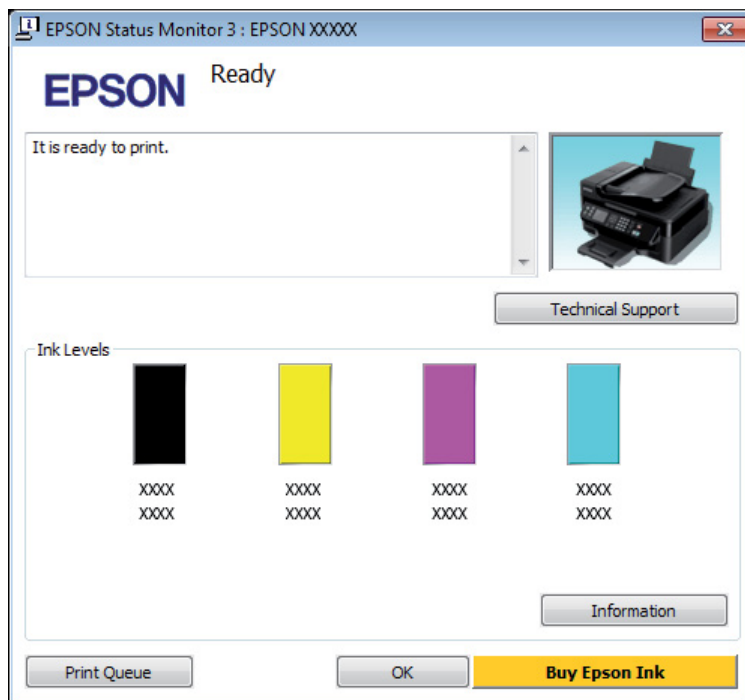 EPSON Status Monitor 3 : EPSON XXXXX
EPSON
Ready
It is ready to print.
Technical Support
Ink Levels
XXXX XXXX XXXX XXXX
XXXX XXXX XXXX XXXX
Information
Print Queue OK Buy Epson Ink